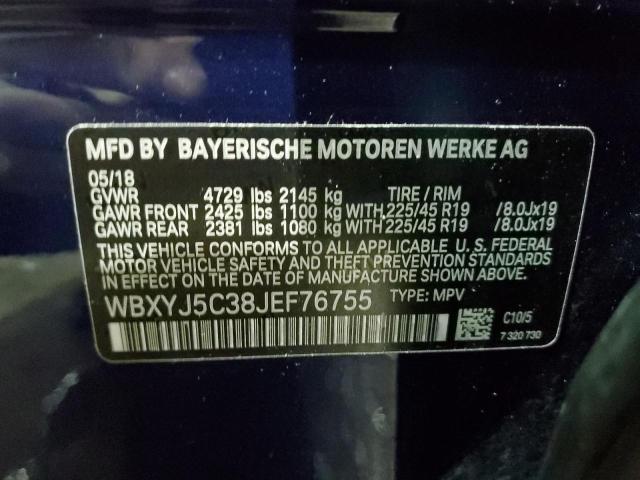 MFD BY BAYERISCHE MOTOREN WERKE AG
05/18
GVWR 4729 lbs 2145 kg TIRE / RIM
GAWR FRONT 2425 lbs 1100 kg WITH 225/45 R19 /8.0Jx19
GAWR REAR 2381 lbs 1080 kg WITH 225/45 R19 /8.0Jx19
THIS VEHICLE CONFORMS TO ALL APPLICABLE U. S. FEDERAL
MOTOR VEHICLE SAFETY AND THEFT PREVENTION STANDARDS
IN EFFECT ON THE DATE OF MANUFACTURE SHOWN ABOVE.
WBXYJ5C38JEF76755 TYPE: MPV
C10/5
7 320 730